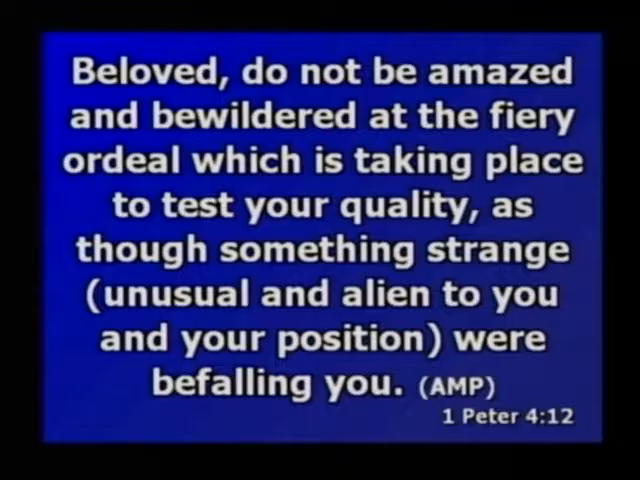 Beloved, do not be amazed
and bewildered at the fiery
ordeal which is taking place
to test your quality, as
though something strange
(unusual and alien to you
and your position) were
befalling you. (AMP)
1 Peter 4:12